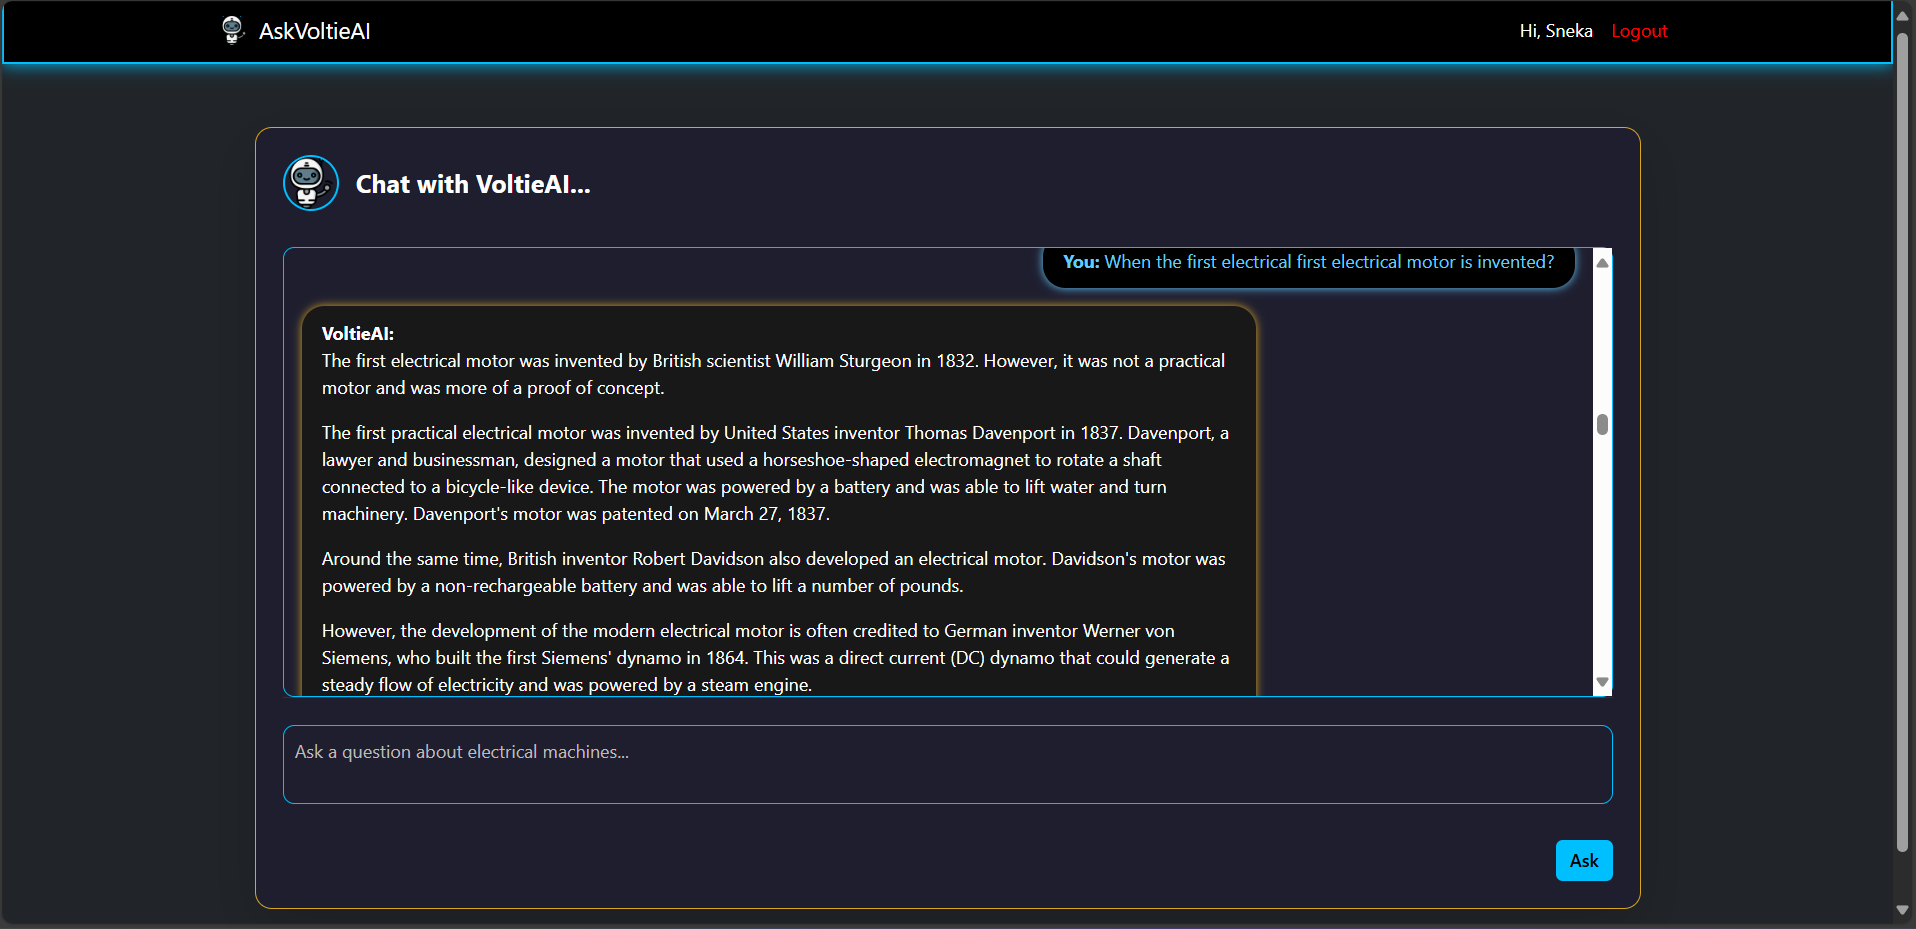 AskVoltieAI
Hi, Sneka
Logout
Chat with VoltieAI...
You: When the first electrical first electrical motor is invented?
VoltieAI:
The first electrical motor was invented by British scientist William Sturgeon in 1832. However, it was not a practical
motor and was more of a proof of concept.
The first practical electrical motor was invented by United States inventor Thomas Davenport in 1837. Davenport, a
lawyer and businessman, designed a motor that used a horseshoe-shaped electromagnet to rotate a shaft
connected to a bicycle-like device. The motor was powered by a battery and was able to lift water and turn
machinery. Davenport's motor was patented on March 27, 1837.
Around the same time, British inventor Robert Davidson also developed an electrical motor. Davidson's motor was
powered by a non-rechargeable battery and was able to lift a number of pounds.
However, the development of the modern electrical motor is often credited to German inventor Werner von
Siemens, who built the first Siemens' dynamo in 1864. This was a direct current (DC) dynamo that could generate a
steady flow of electricity and was powered by a steam engine.
Ask a question about electrical machines...
Ask